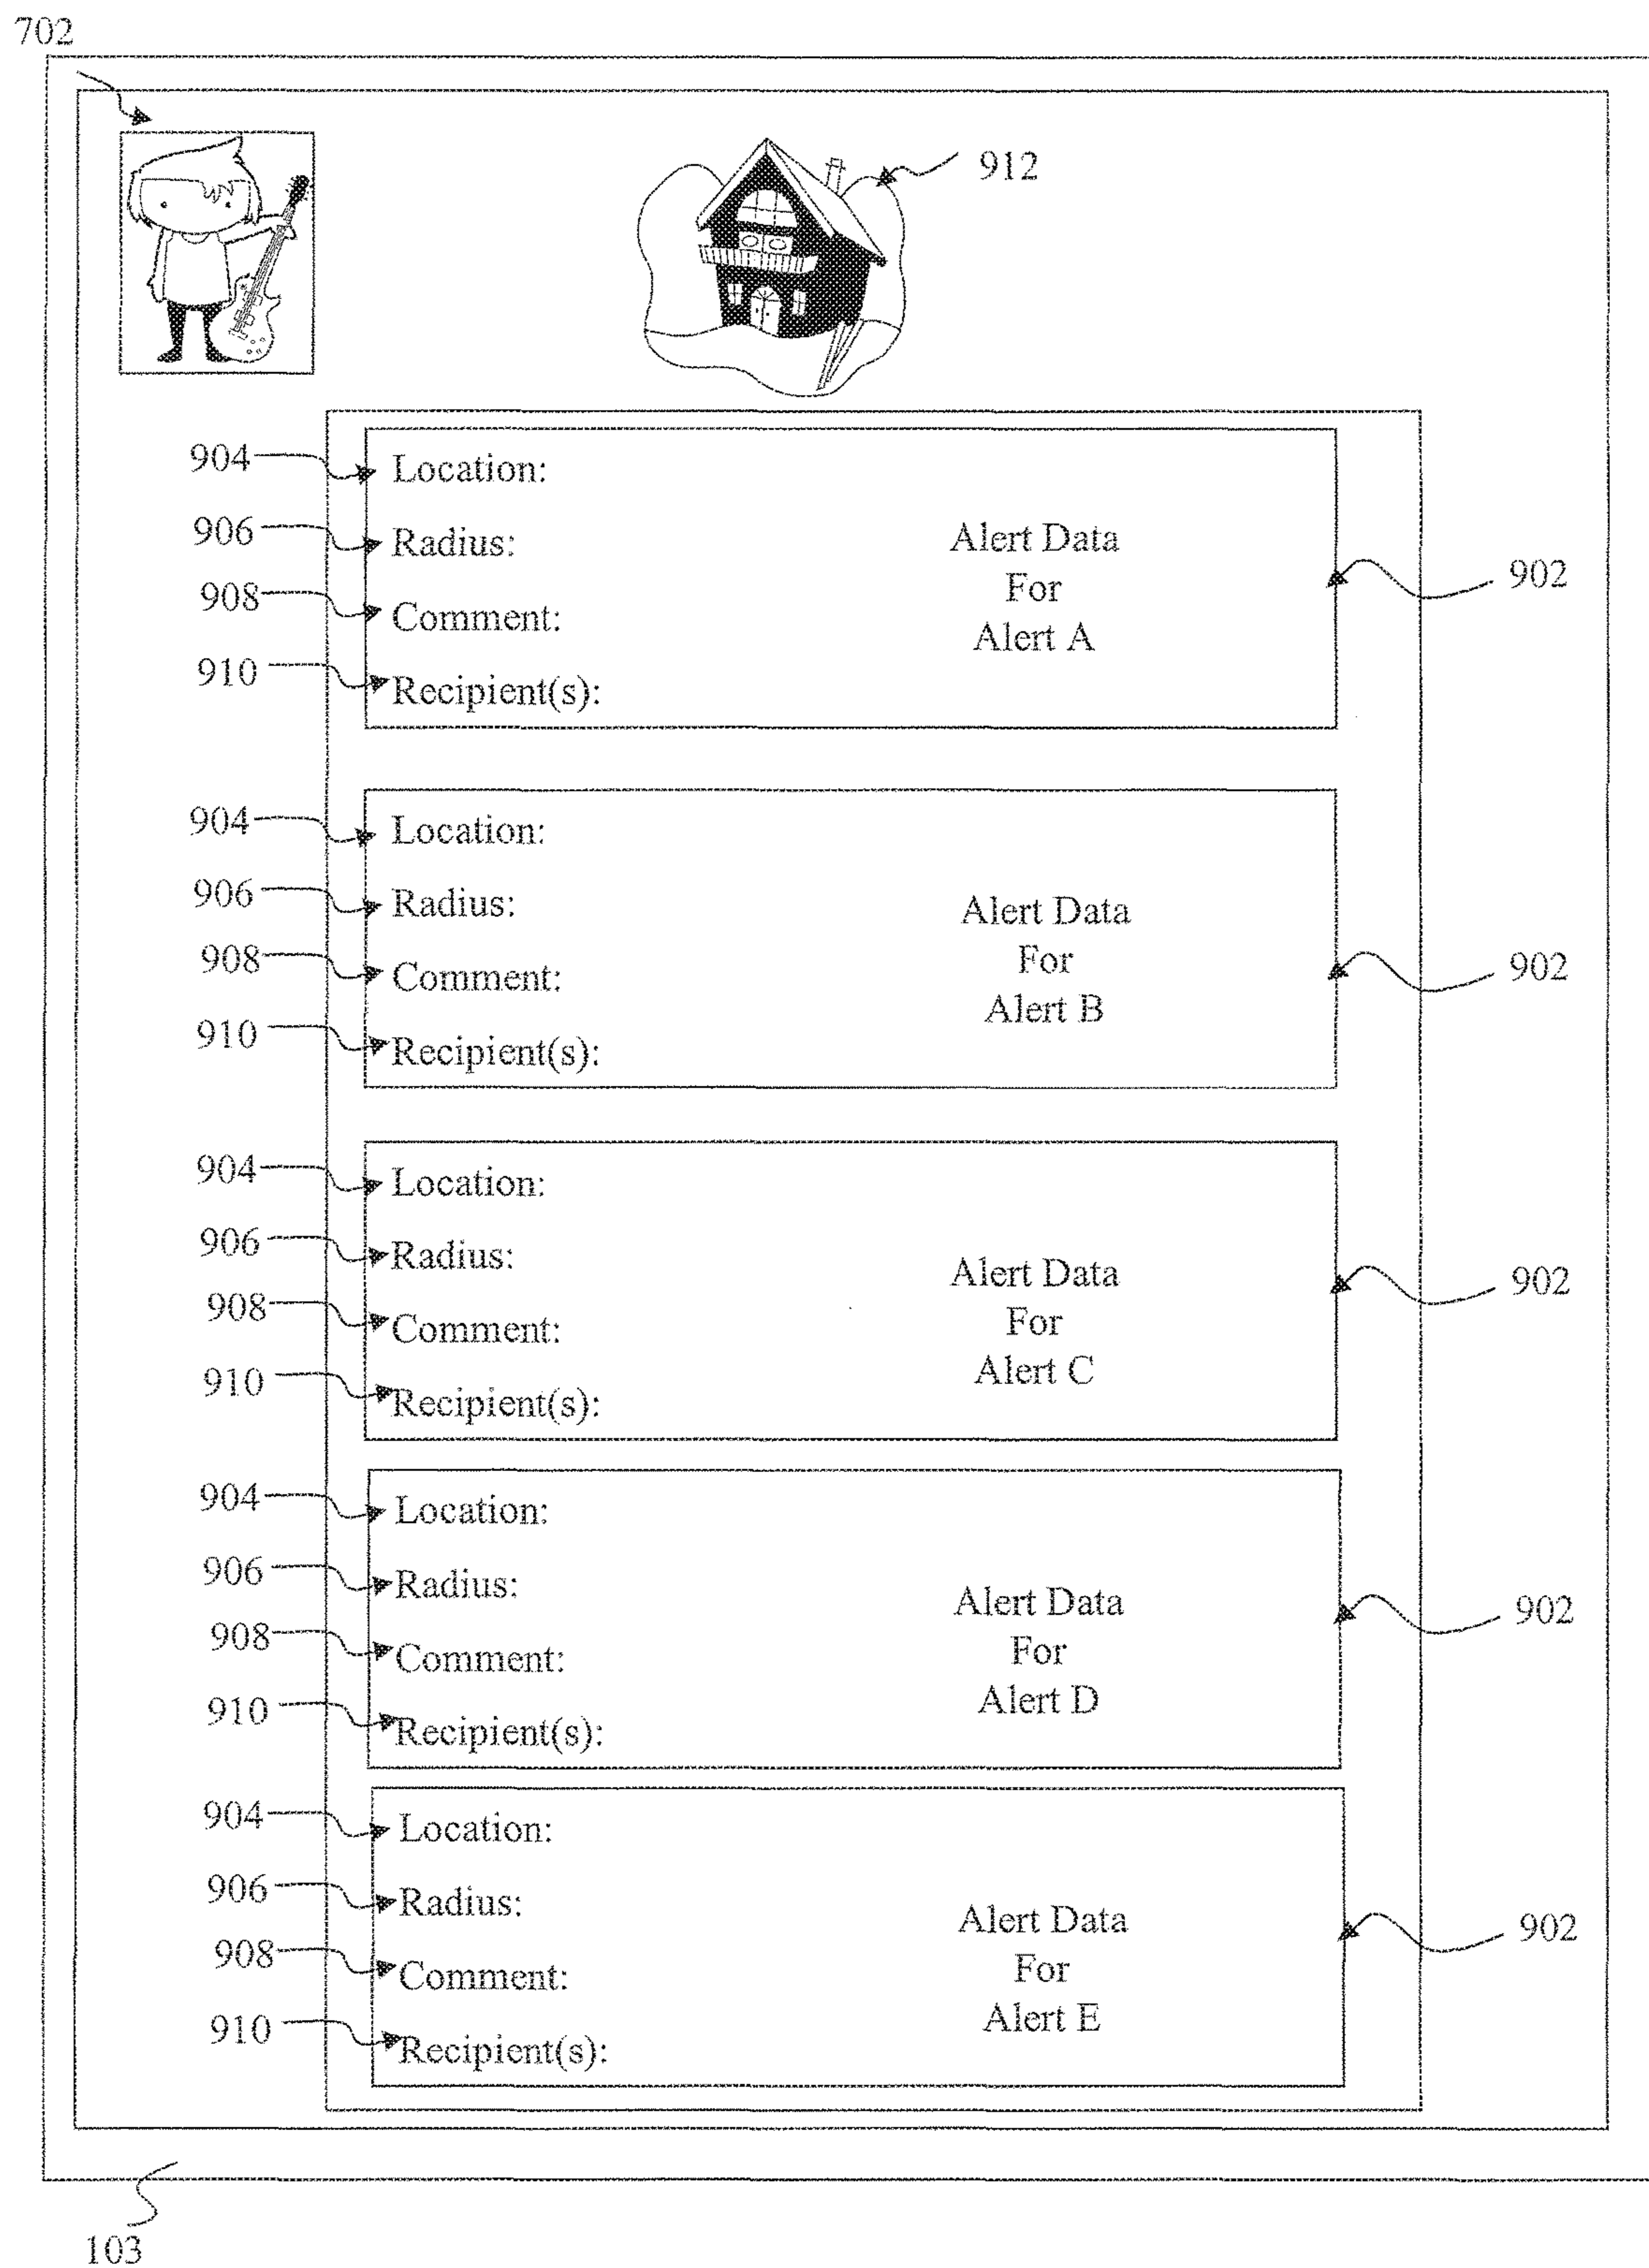 702
912
904 Location:
906 Radius:
908 Comment:
910 Recipient(s):
Alert Data
For
Alert A
902
904 Location:
906 Radius:
908 Comment:
910 Recipient(s):
Alert Data
For
Alert B
902
904 Location:
906 Radius:
908 Comment:
910 Recipient(s):
Alert Data
For
Alert C
902
904 Location:
906 Radius:
908 Comment:
910 Recipient(s):
Alert Data
For
Alert D
902
904 Location:
906 Radius:
908 Comment:
910 Recipient(s):
Alert Data
For
Alert E
902
103